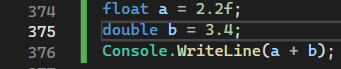 374 float a = 2.2f;
375 double b = 3.4;
376 Console.WriteLine(a + b);